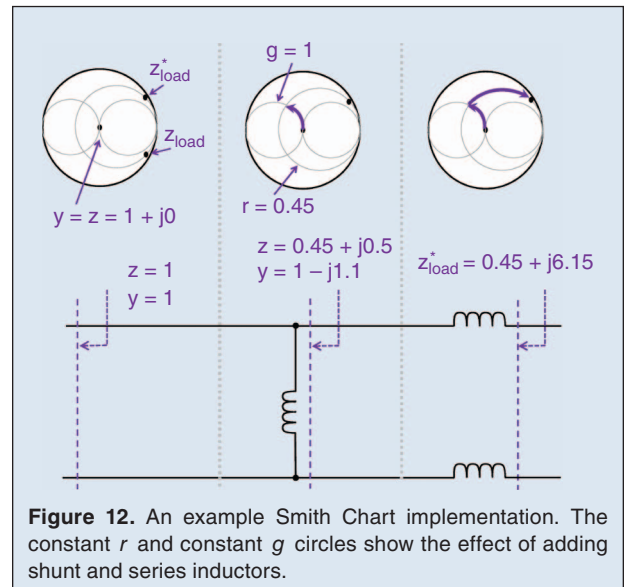 z*load
zload
y = z = 1 + j0
z = 1
y = 1
g = 1
r = 0.45
z = 0.45 + j0.5
y = 1 – j1.1
z*load = 0.45 + j6.15
Figure 12. An example Smith Chart implementation. The
constant r and constant g circles show the effect of adding
shunt and series inductors.